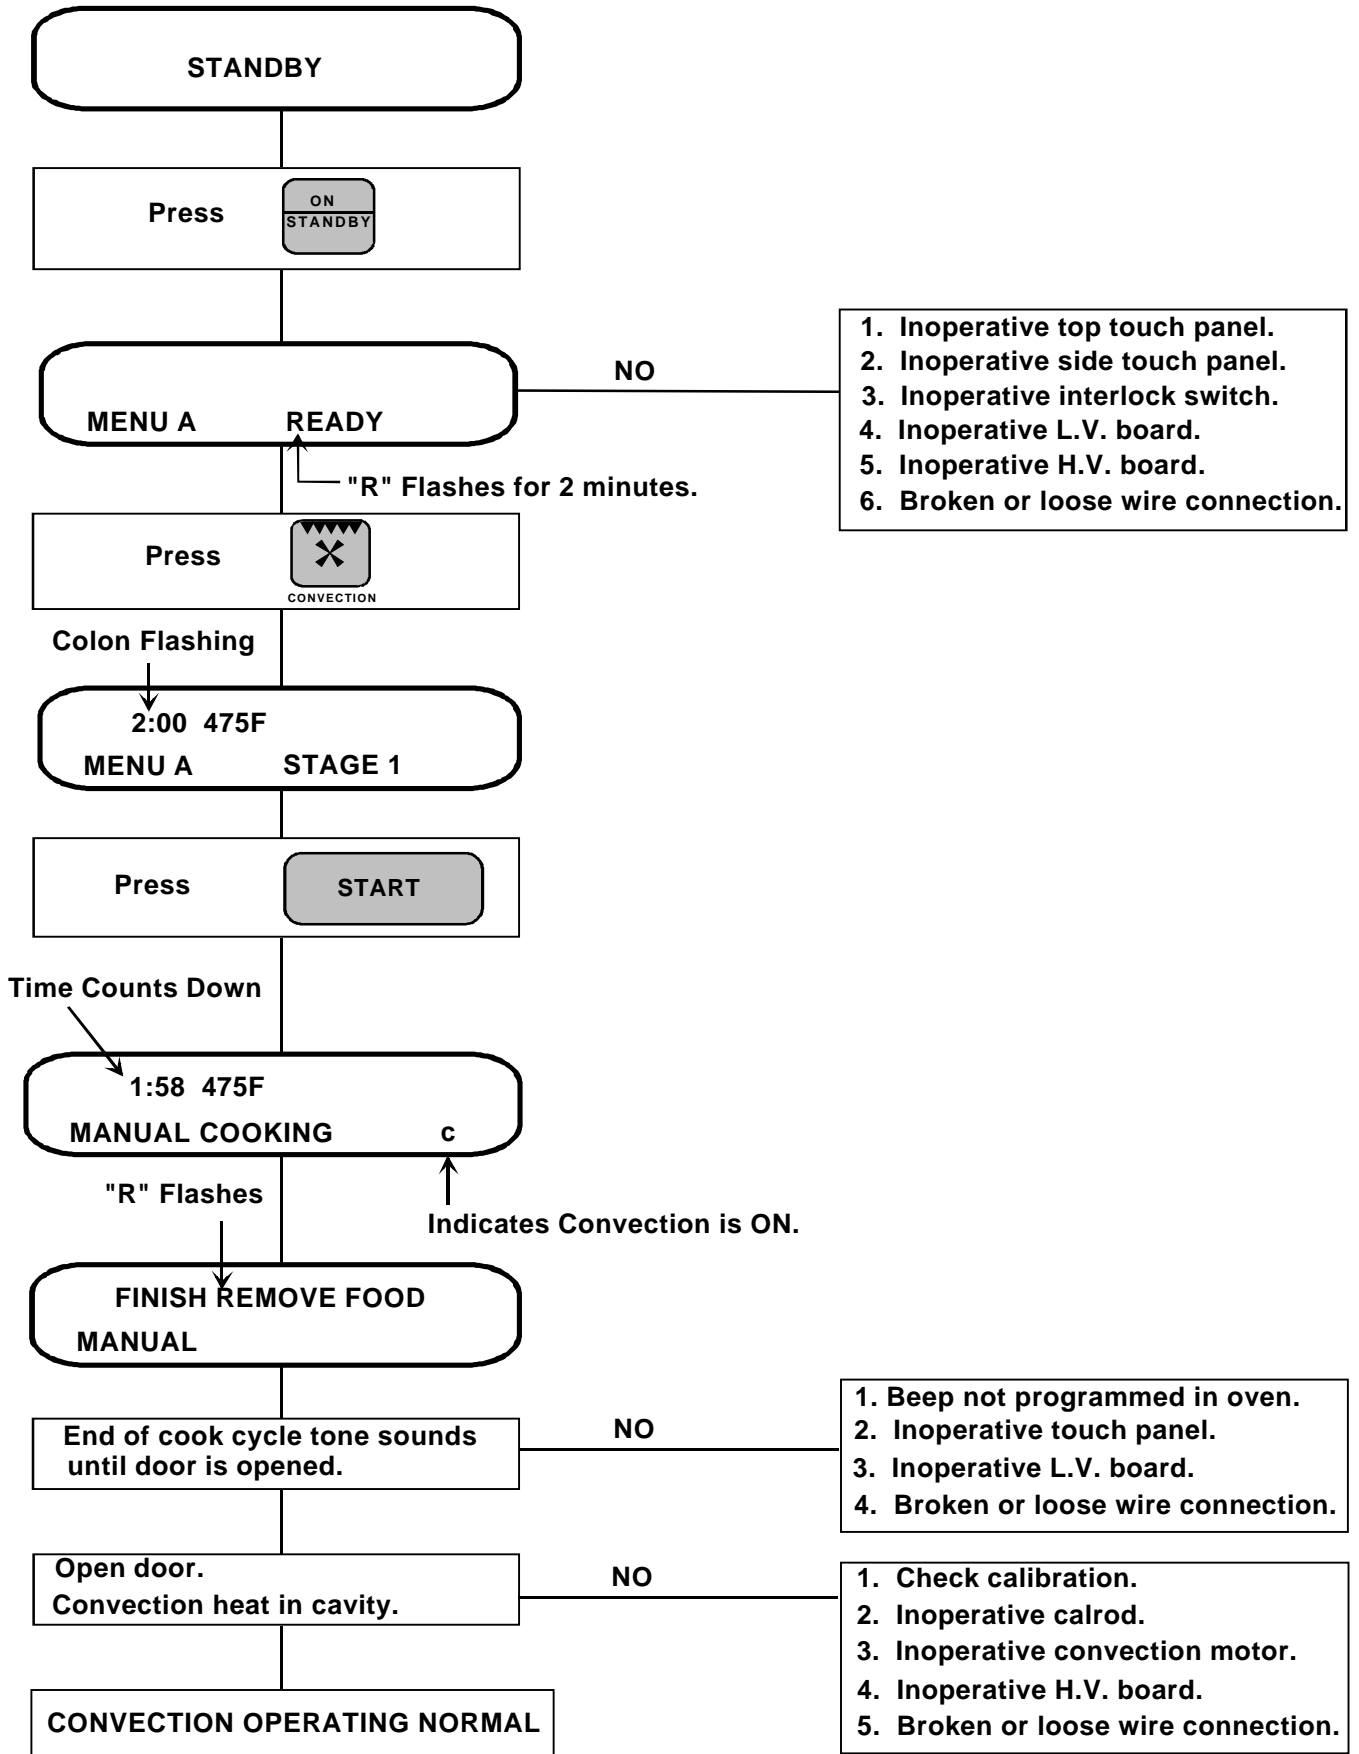 STANDBY
Press
ON
STANDBY
MENU A READY
NO
1. Inoperative top touch panel.
2. Inoperative side touch panel.
3. Inoperative interlock switch.
4. Inoperative L.V. board.
5. Inoperative H.V. board.
6. Broken or loose wire connection.
"R" Flashes for 2 minutes.
Press
CONVECTION
Colon Flashing
2:00 475F
MENU A STAGE 1
Press
START
Time Counts Down
1:58 475F
MANUAL COOKING c
"R" Flashes
Indicates Convection is ON.
FINISH REMOVE FOOD
MANUAL
End of cook cycle tone sounds
until door is opened.
NO
1. Beep not programmed in oven.
2. Inoperative touch panel.
3. Inoperative L.V. board.
4. Broken or loose wire connection.
Open door.
Convection heat in cavity.
NO
1. Check calibration.
2. Inoperative calrod.
3. Inoperative convection motor.
4. Inoperative H.V. board.
5. Broken or loose wire connection.
CONVECTION OPERATING NORMAL